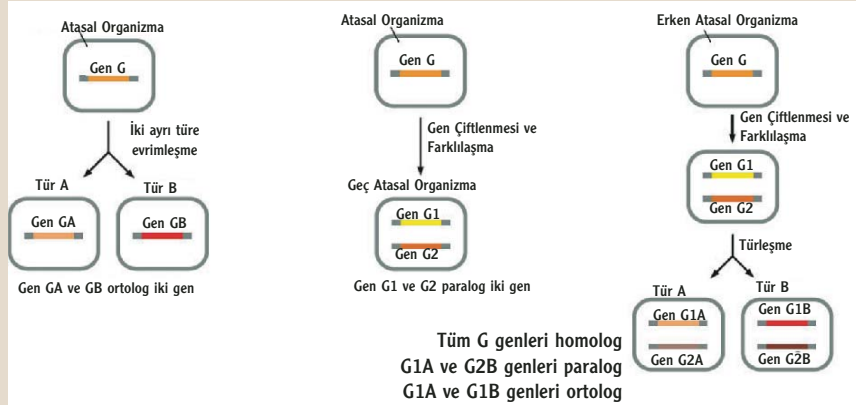 Atasal Organizma
Gen G
İki ayrı türe
evrimleşme
Tür A
Tür B
Gen GA
Gen GB
Gen GA ve GB ortolog iki gen
Atasal Organizma
Gen G
Gen Çiftlenmesi ve
Farklılaşma
Geç Atasal Organizma
Gen G1
Gen G2
Gen G1 ve G2 paralog iki gen
Erken Atasal Organizma
Gen G
Gen Çiftlenmesi ve
Farklılaşma
Gen G1
Gen G2
Türleşme
Tür A
Tür B
Gen G1A
Gen G2A
Gen G1B
Gen G2B
Tüm G genleri homolog
G1A ve G2B genleri paralog
G1A ve G1B genleri ortolog